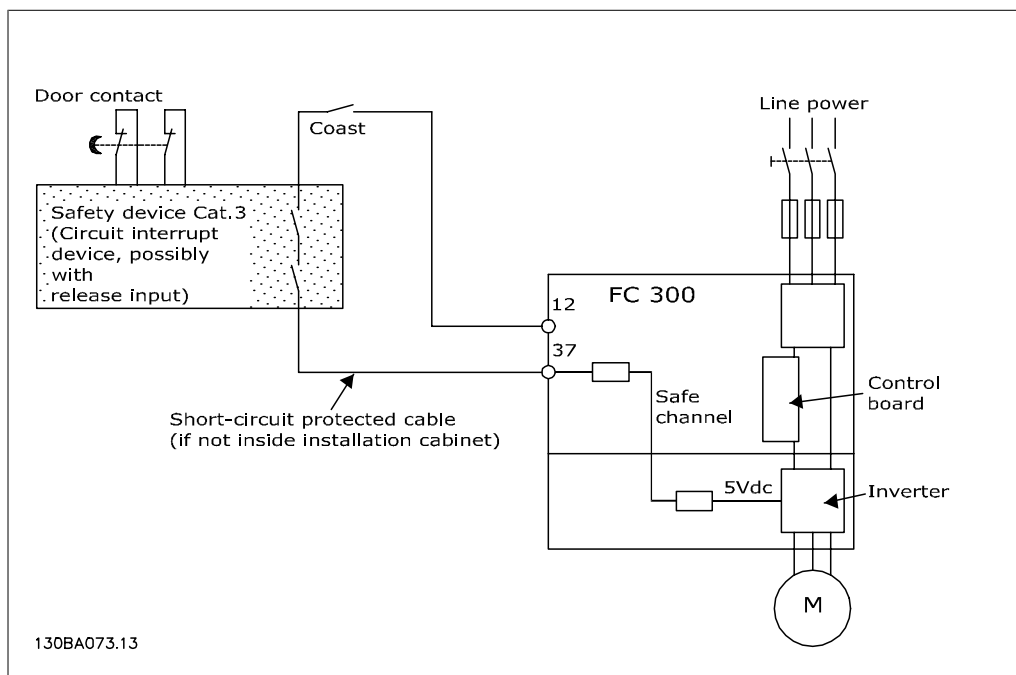 Door contact
Coast
Line power
Safety device Cat.3
(Circuit interrupt
device, possibly
with
release input)
12
FC 300
37
Safe
channel
Control
board
Short-circuit protected cable
(if not inside installation cabinet)
5Vdc
Inverter
M
130BA073.13